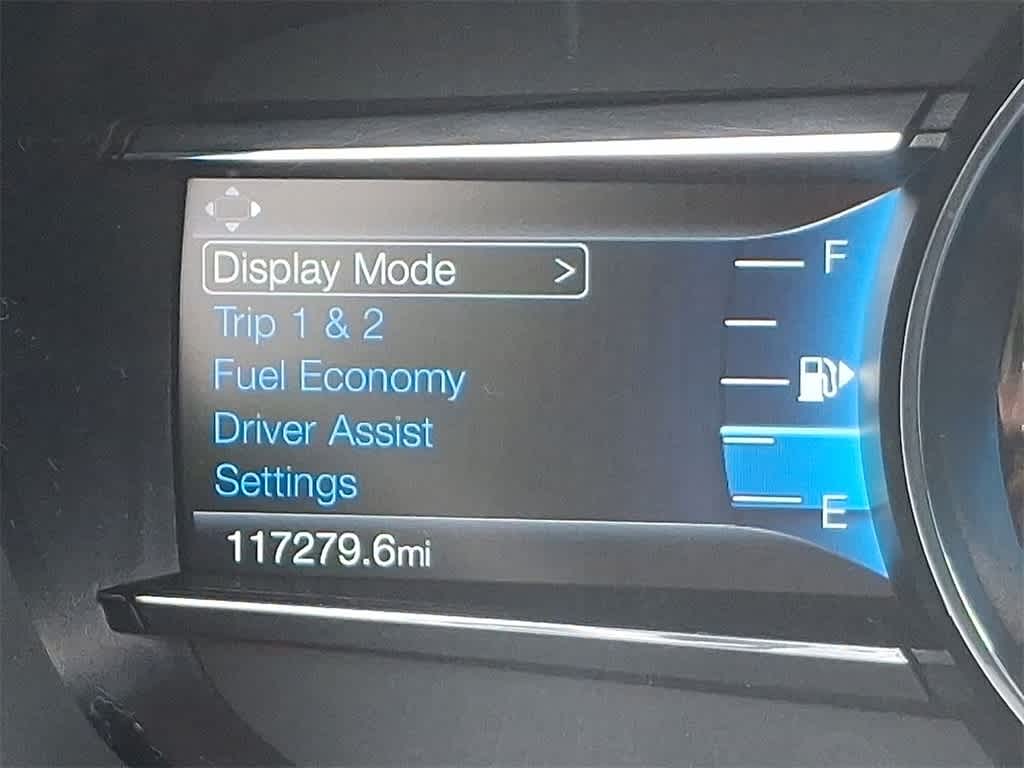 Display Mode >
F
Trip 1 & 2
Fuel Economy
Driver Assist
Settings
E
117279.6mi